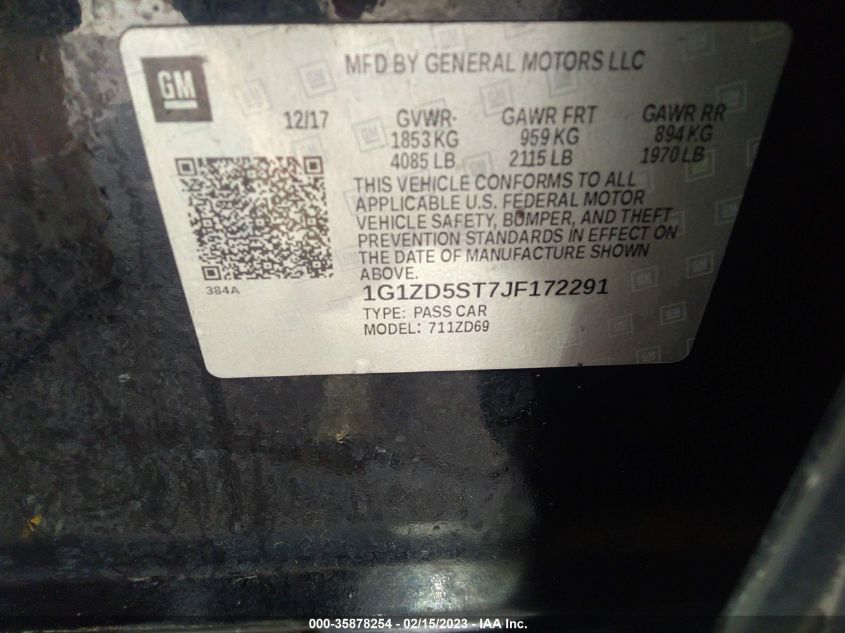 GM
MFD BY GENERAL MOTORS LLC
12/17 GVWR- GAWR FRT GAWR RR
1853 KG 959 KG 894 KG
4085 LB 2115 LB 1970 LB
THIS VEHICLE CONFORMS TO ALL
APPLICABLE U.S. FEDERAL MOTOR
VEHICLE SAFETY, BUMPER, AND THEFT
PREVENTION STANDARDS IN EFFECT ON
THE DATE OF MANUFACTURE SHOWN
ABOVE.
384A
1G1ZD5ST7JF172291
TYPE: PASS CAR
MODEL: 711ZD69
000-35878254 - 02/15/2023 - IAA Inc.